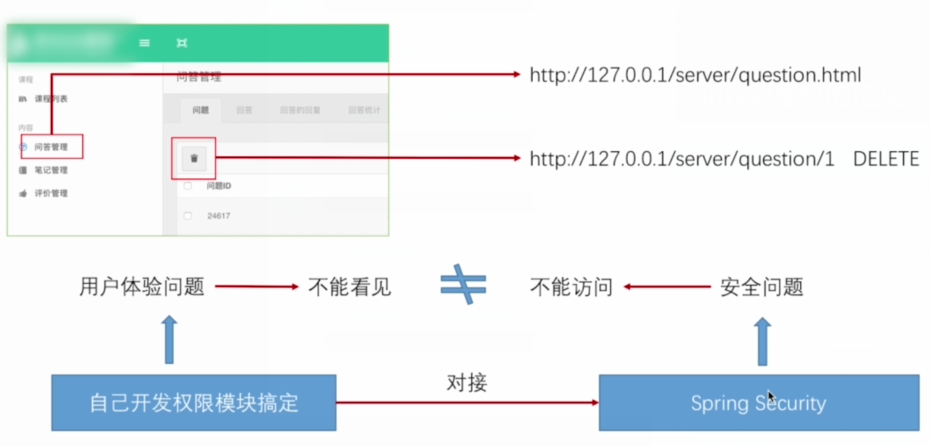 课程
课程列表
内容
问答管理
笔记管理
评价管理
问答管理
问题
回答
回答的回复
回答统计
问题ID
24617
http://127.0.0.1/server/question.html
http://127.0.0.1/server/question/1 DELETE
用户体验问题
不能看见
不能访问
安全问题
自己开发权限模块搞定
对接
Spring Security